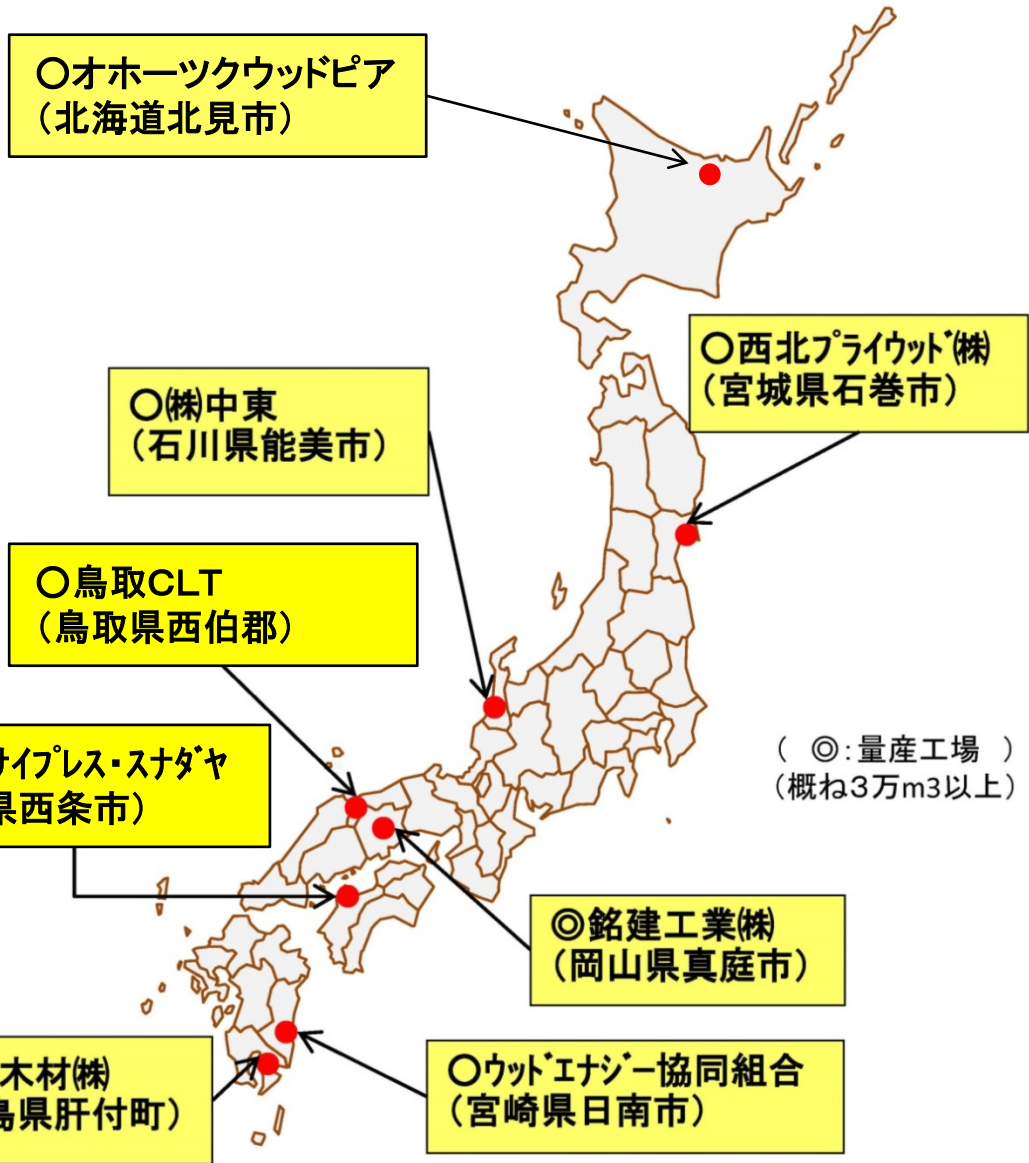 ○オホーツクウッドピア
（北海道北見市）
○西北プライウッド㈱
（宮城県石巻市）
○㈱中東
（石川県能美市）
○鳥取CLT
（鳥取県西伯郡）
サイプレス・スナダヤ
県西条市）
（ ◎：量産工場 ）
（概ね３万m3以上）
◎銘建工業㈱
（岡山県真庭市）
木材㈱
島県肝付町）
○ウッドエナジー協同組合
（宮崎県日南市）